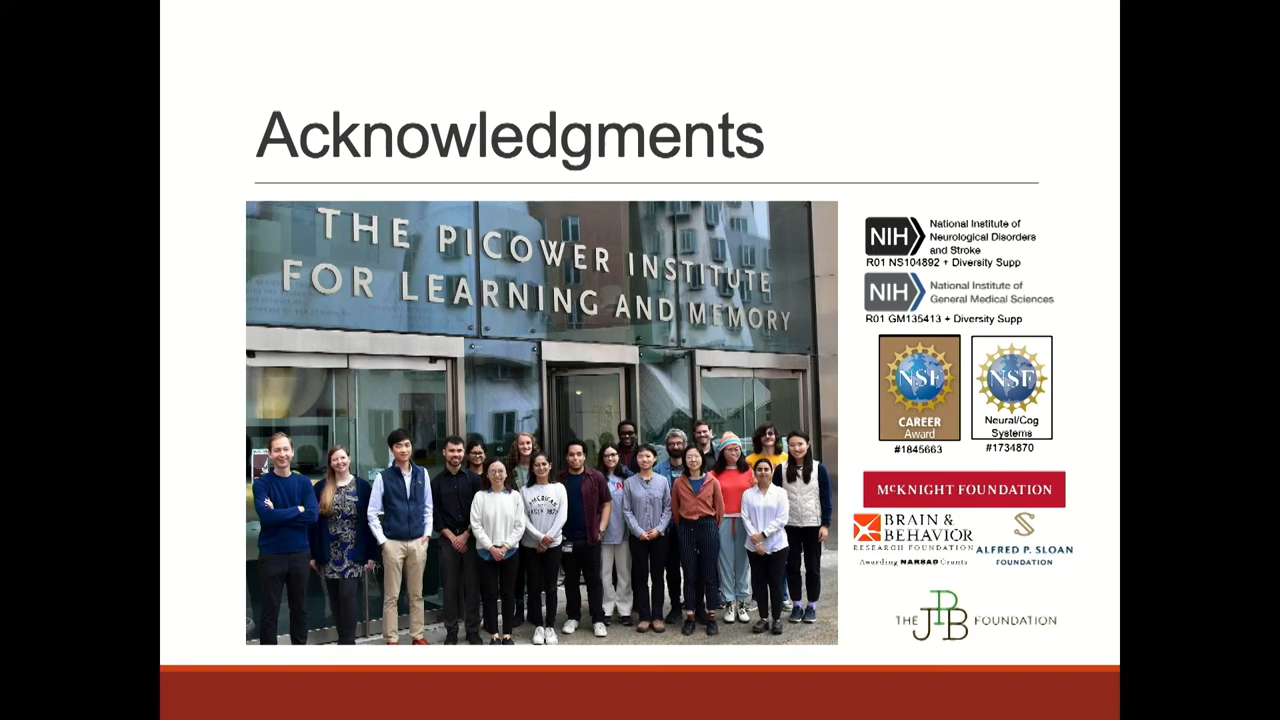 Acknowledgments
THE PICOWER INSTITUTE
FOR LEARNING AND MEMORY
NIH
National Institute of
Neurological Disorders
and Stroke
R01 NS104892 + Diversity Supp
NIH
National Institute of
General Medical Sciences
R01 GM135413 + Diversity Supp
NSF
CAREER
Award
#1845663
NSF
Neural/Cog
Systems
#1734870
MCKNIGHT FOUNDATION
BRAIN &
BEHAVIOR
RESEARCH FOUNDATION
Awarding NARSAD Grants
S
ALFRED P. SLOAN
FOUNDATION
THE JPB FOUNDATION